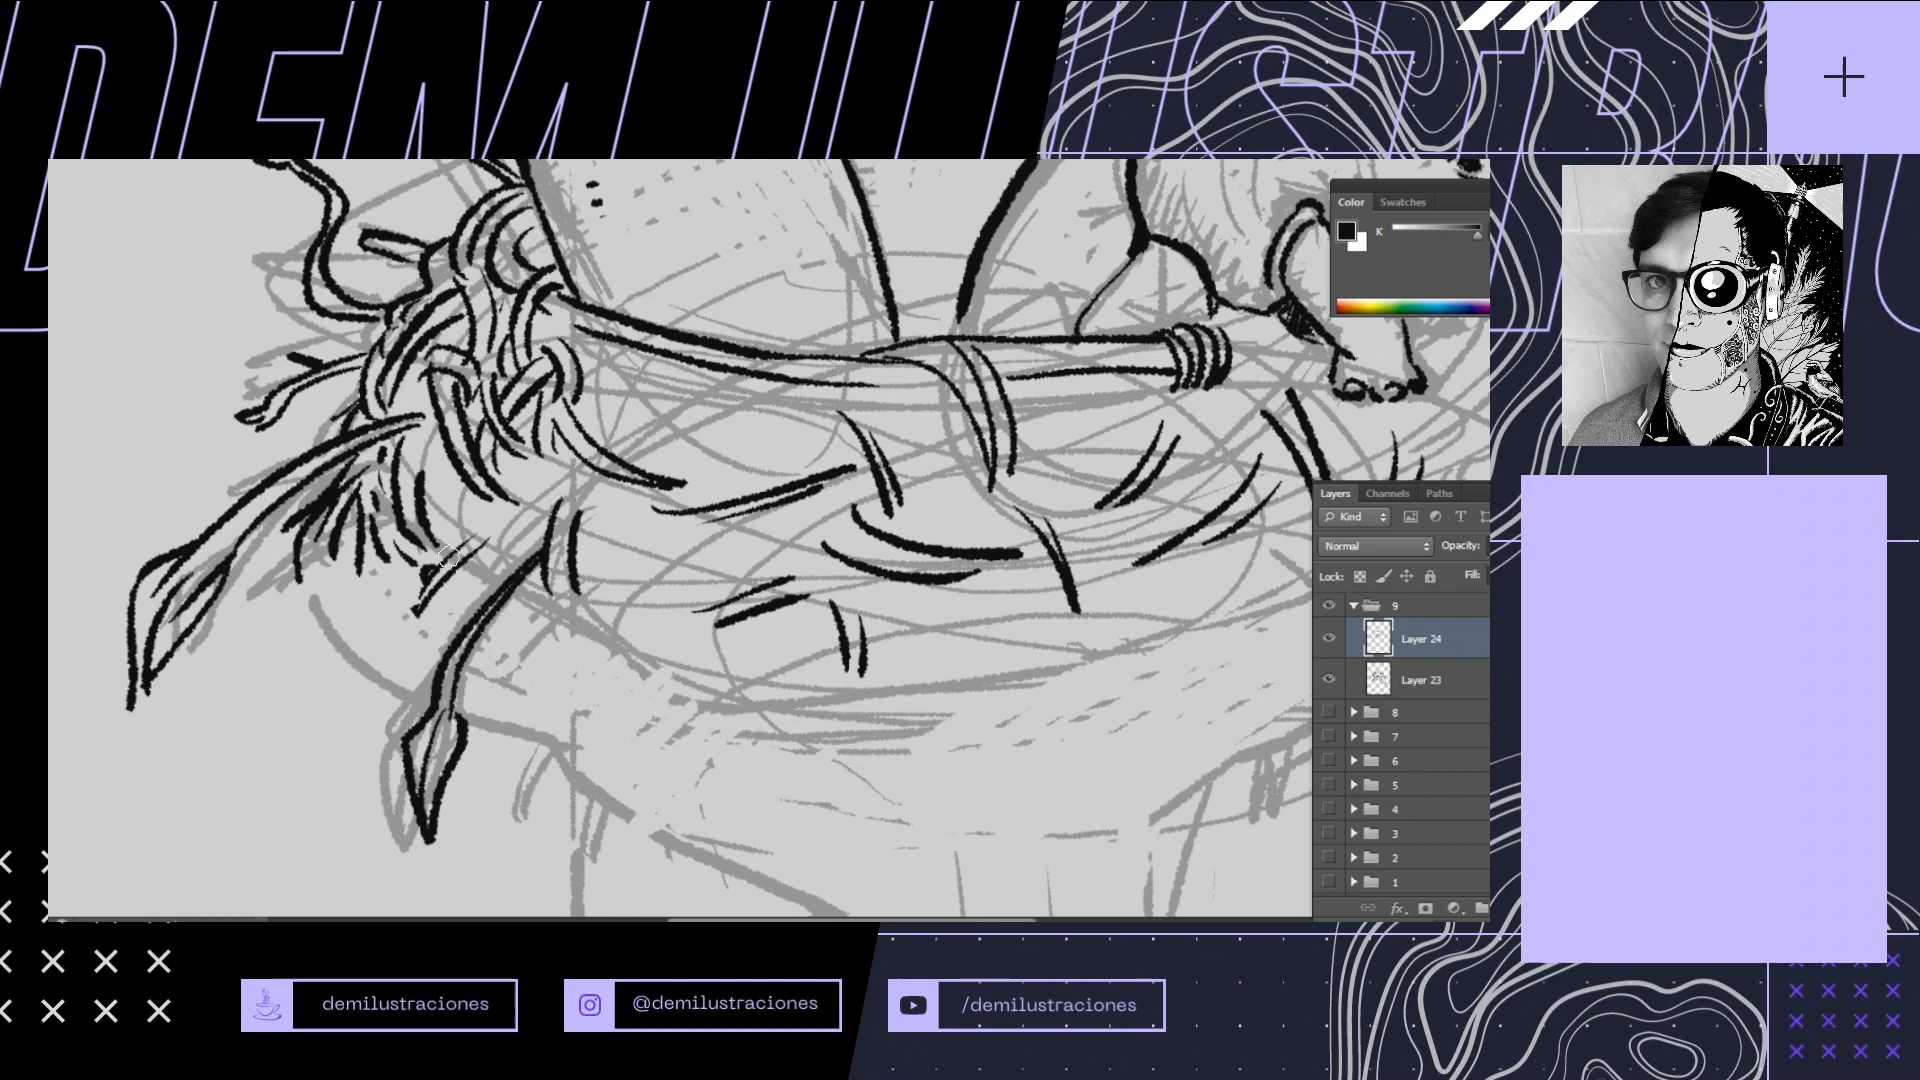 Color Swatches
K
Layers Channels Paths
Kind
T
Normal Opacity:
Lock: Fill:
9
Layer 24
Layer 23
8
7
6
5
4
3
2
1
fx
demilustraciones
@demilustraciones
/demilustraciones